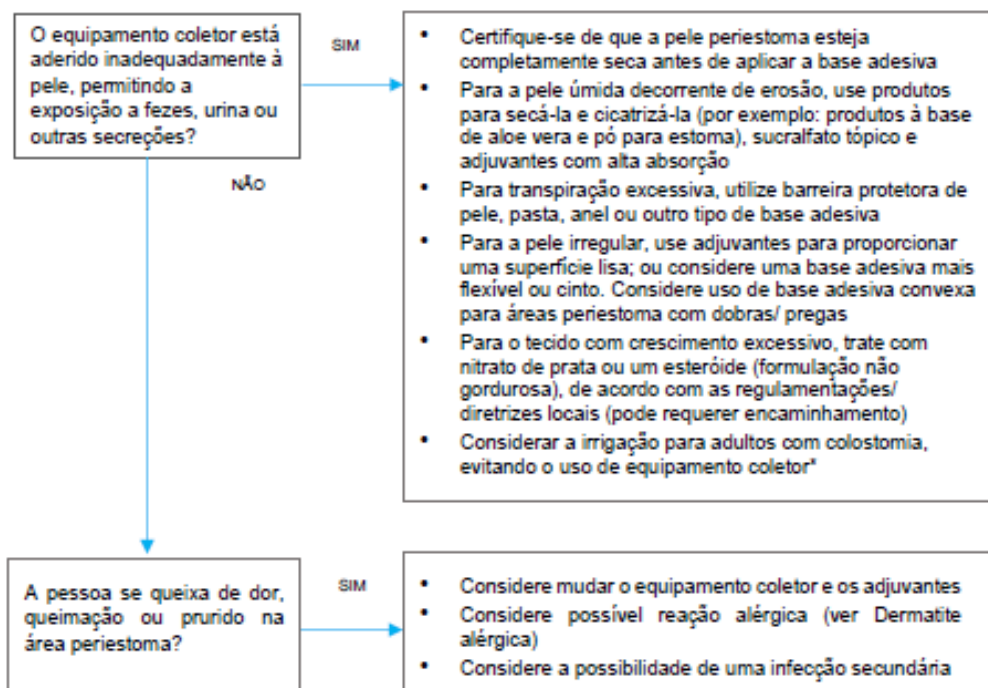 O equipamento coletor está
aderido inadequadamente à
pele, permitindo a
exposição a fezes, urina ou
outras secreções?
SIM
• Certifique-se de que a pele periestoma esteja
completamente seca antes de aplicar a base adesiva
• Para a pele úmida decorrente de erosão, use produtos
para secá-la e cicatrizá-la (por exemplo: produtos à base
de aloe vera e pó para estoma), sucralfato tópico e
adjuvantes com alta absorção
• Para transpiração excessiva, utilize barreira protetora de
pele, pasta, anel ou outro tipo de base adesiva
• Para a pele irregular, use adjuvantes para proporcionar
uma superfície lisa; ou considere uma base adesiva mais
flexível ou cinto. Considere uso de base adesiva convexa
para áreas periestoma com dobras/ pregas
• Para o tecido com crescimento excessivo, trate com
nitrato de prata ou um esteróide (formulação não
gordurosa), de acordo com as regulamentações/
diretrizes locais (pode requerer encaminhamento)
• Considerar a irrigação para adultos com colostomia,
evitando o uso de equipamento coletor*
NÃO
A pessoa se queixa de dor,
queimação ou prurido na
área periestoma?
SIM
• Considere mudar o equipamento coletor e os adjuvantes
• Considere possível reação alérgica (ver Dermatite
alérgica)
• Considere a possibilidade de uma infecção secundária